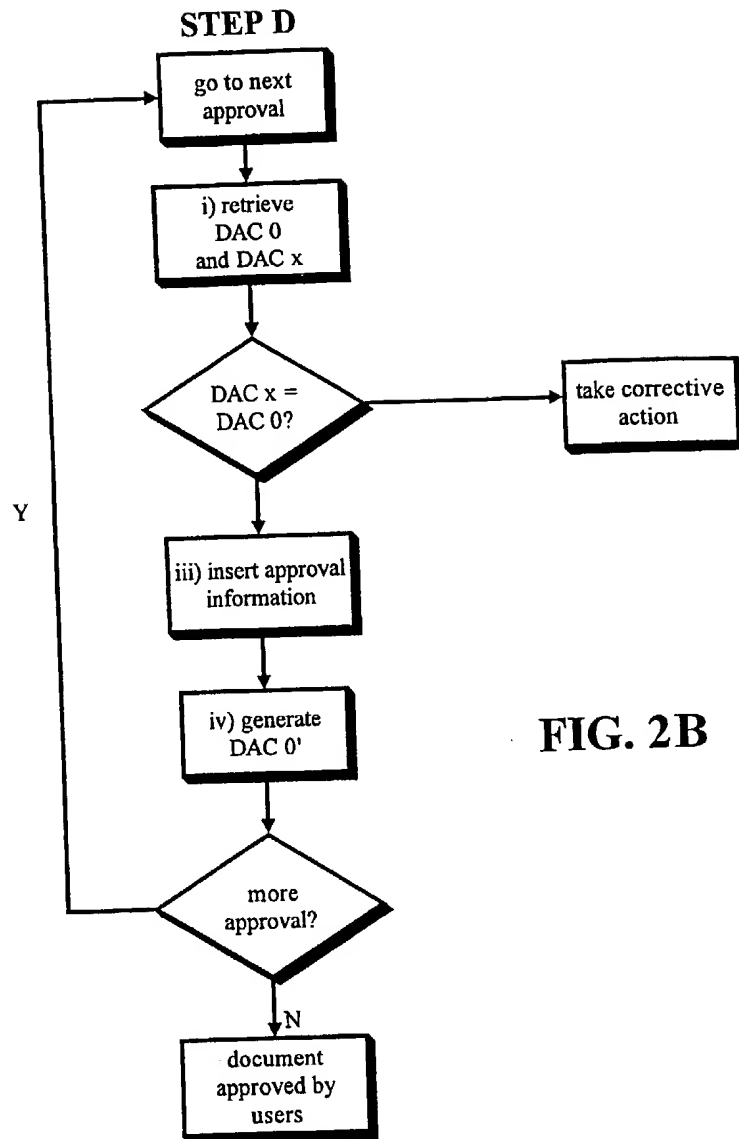 STEP D
go to next
approval
i) retrieve
DAC 0
and DAC x
DAC x =
DAC 0?
take corrective
action
Y
iii) insert approval
information
iv) generate
DAC 0'
FIG. 2B
more
approval?
N
document
approved by
users